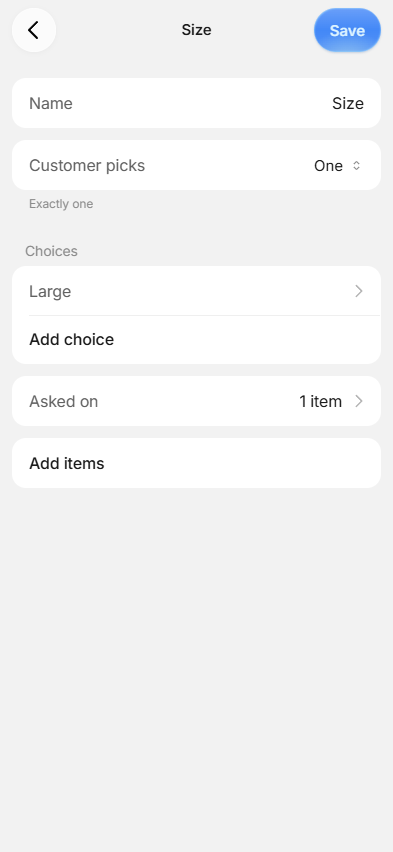 Size
Save
Name Size
Customer picks One
Exactly one
Choices
Large
Add choice
Asked on 1 item
Add items